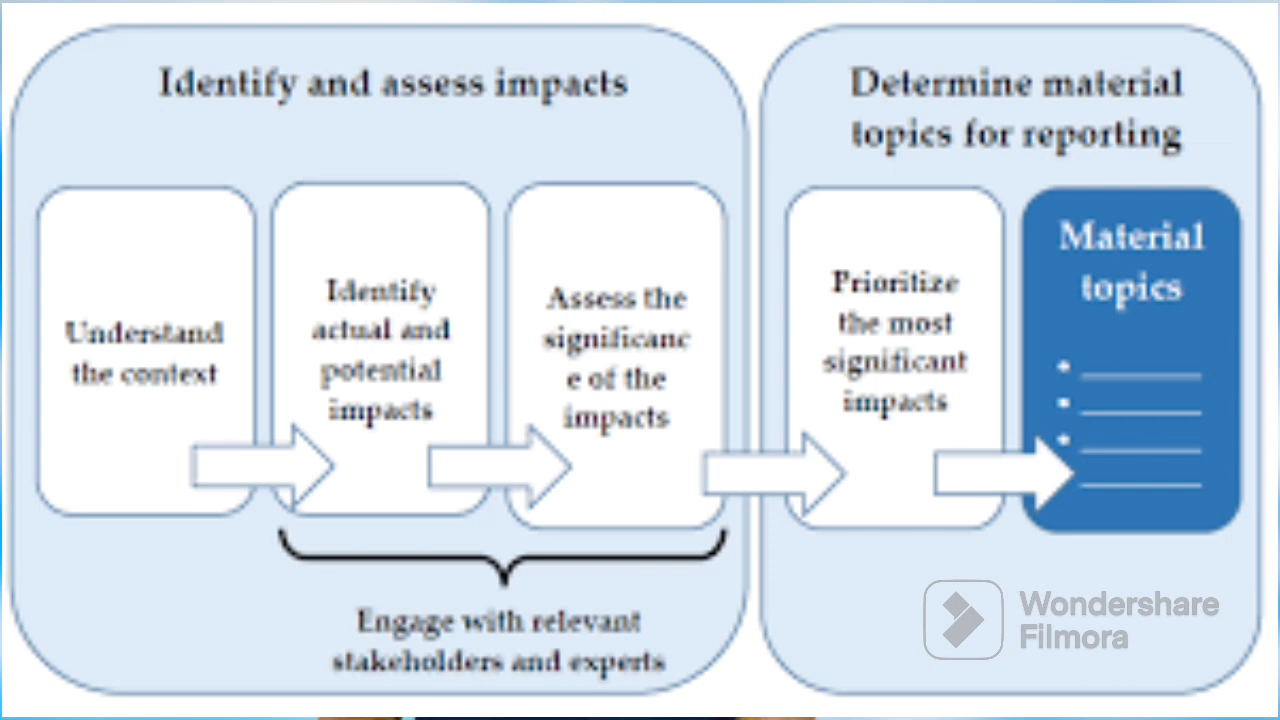 Identify and assess impacts
Understand
the context
Identify
actual and
potential
impacts
Assess the
significanc
e of the
impacts
Engage with relevant
stakeholders and experts
Determine material
topics for reporting
Prioritize
the most
significant
impacts
Material
topics
Wondershare
Filmora